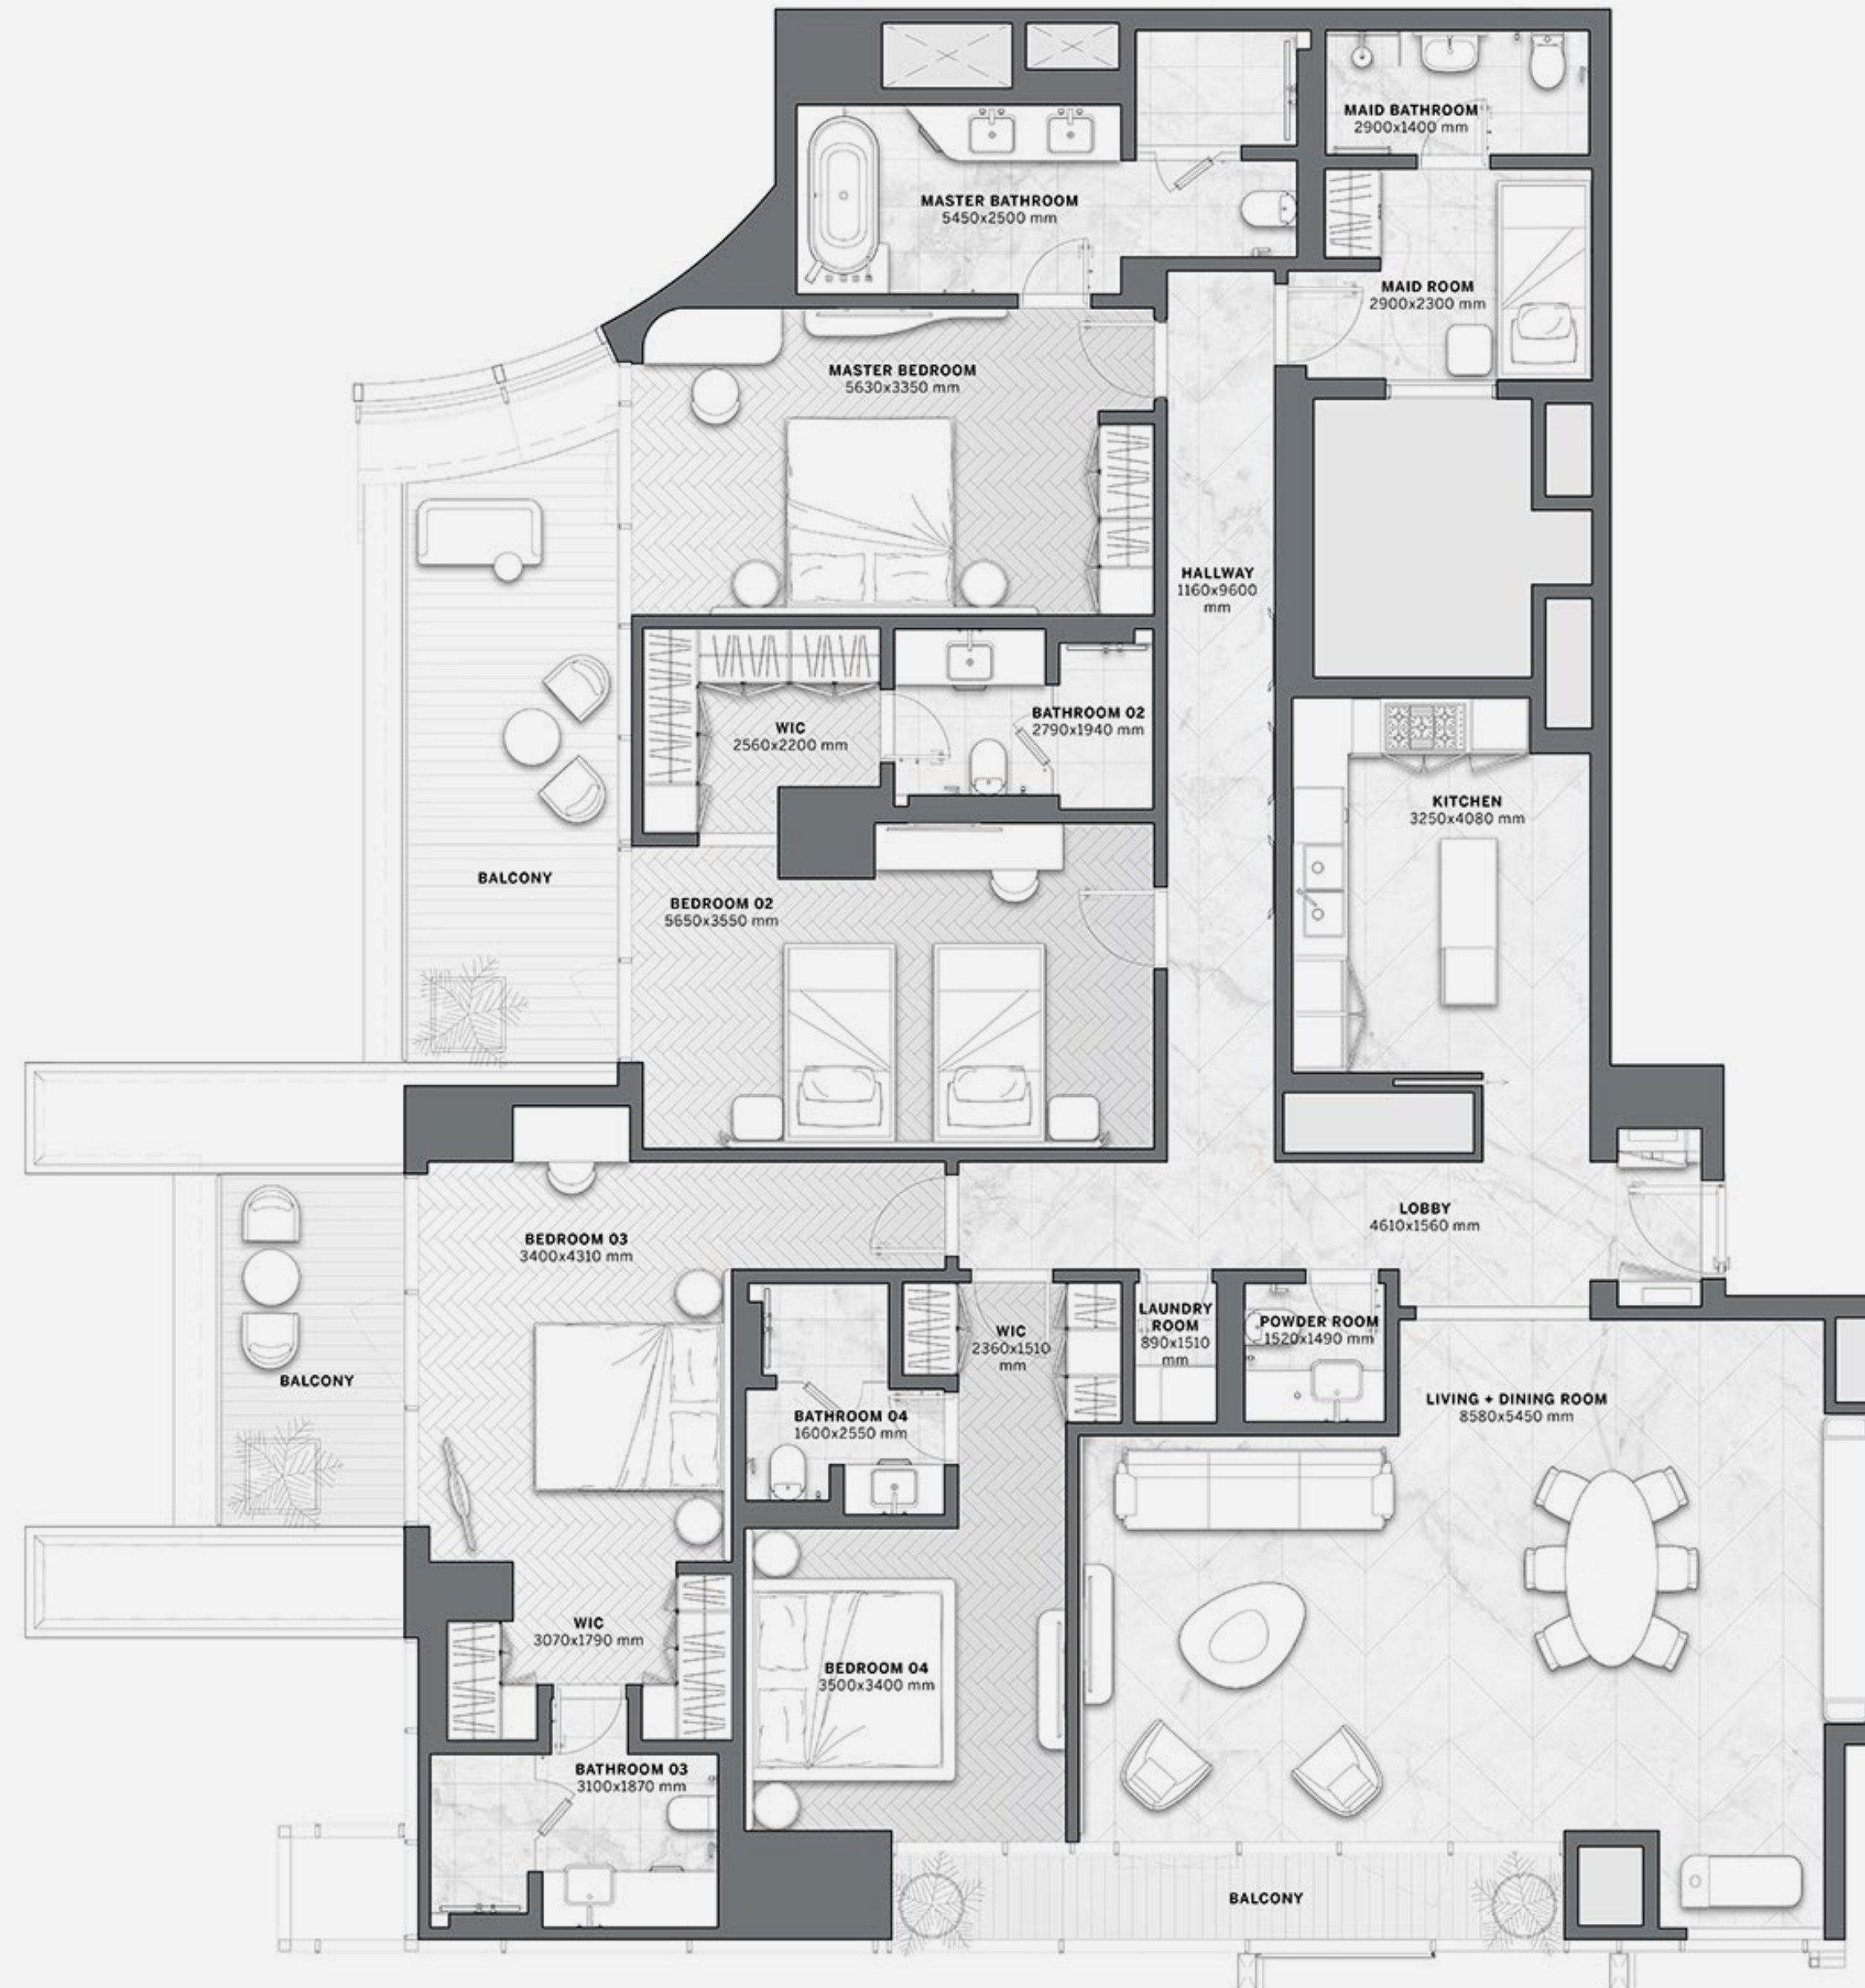 MAID BATHROOM
2900x1400 mm
MASTER BATHROOM
5450x2500 mm
MAID ROOM
2900x2300 mm
MASTER BEDROOM
5630x3350 mm
HALLWAY
1160x9600
mm
WIC
2560x2200 mm
BATHROOM 02
2790x1940 mm
KITCHEN
3250x4080 mm
BALCONY
BEDROOM 02
5650x3550 mm
LOBBY
4610x1560 mm
BEDROOM 03
3400x4310 mm
BALCONY
WIC
2360x1510
mm
LAUNDRY
ROOM
890x1510
mm
POWDER ROOM
1520x1490 mm
BATHROOM 04
1600x2550 mm
LIVING + DINING ROOM
8580x5450 mm
WIC
3070x1790 mm
BEDROOM 04
3500x3400 mm
BATHROOM 03
3100x1870 mm
BALCONY